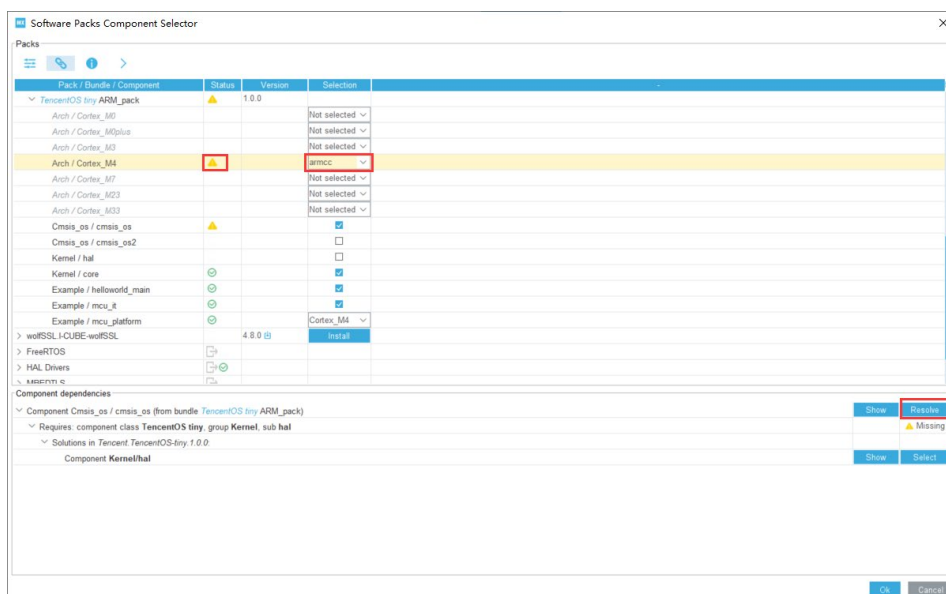 MX Software Packs Component Selector
Packs
Pack / Bundle / Component Status Version Selection -
TencentOS tiny ARM_pack 1.0.0
Arch / Cortex_M0 Not selected
Arch / Cortex_M0plus Not selected
Arch / Cortex_M3 Not selected
Arch / Cortex_M4 armcc
Arch / Cortex_M7 Not selected
Arch / Cortex_M23 Not selected
Arch / Cortex_M33 Not selected
Cmsis_os / cmsis_os
Cmsis_os / cmsis_os2
Kernel / hal
Kernel / core
Example / helloworld_main
Example / mcu_it
Example / mcu_platform Cortex_M4
> wolfSSL.I-CUBE-wolfSSL 4.8.0 Install
> FreeRTOS
> HAL Drivers
> MBEDTLS
Component dependencies
Component Cmsis_os / cmsis_os (from bundle TencentOS tiny ARM_pack) Show Resolve
Requires: component class TencentOS tiny, group Kernel, sub hal Missing
Solutions in Tencent.TencentOS-tiny.1.0.0:
Component Kernel/hal Show Select
Ok Cancel